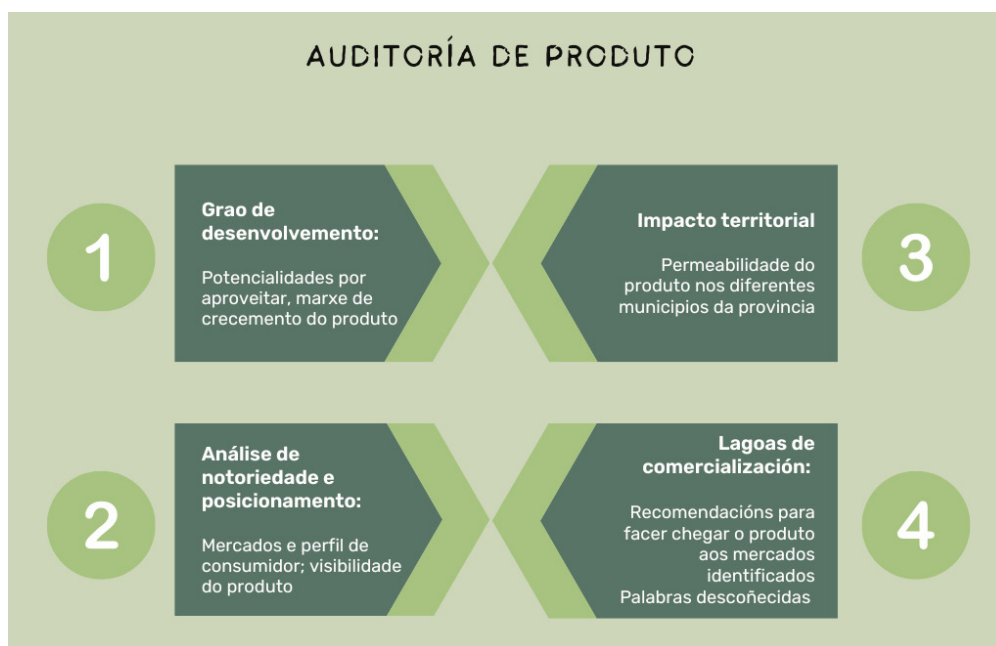 AUDITORÍA DE PRODUTO
1
Grao de
desenvolvemento:
Potencialidades por
aproveitar, marxe de
crecemento do produto
2
Análise de
notoriedade e
posicionamento:
Mercados e perfil de
consumidor; visibilidade
do produto
Impacto territorial
Permeabilidade do
produto nos diferentes
municipios da provincia
3
Lagoas de
comercialización:
Recomendacións para
facer chegar o produto
aos mercados
identificados
Palabras descoñecidas
4